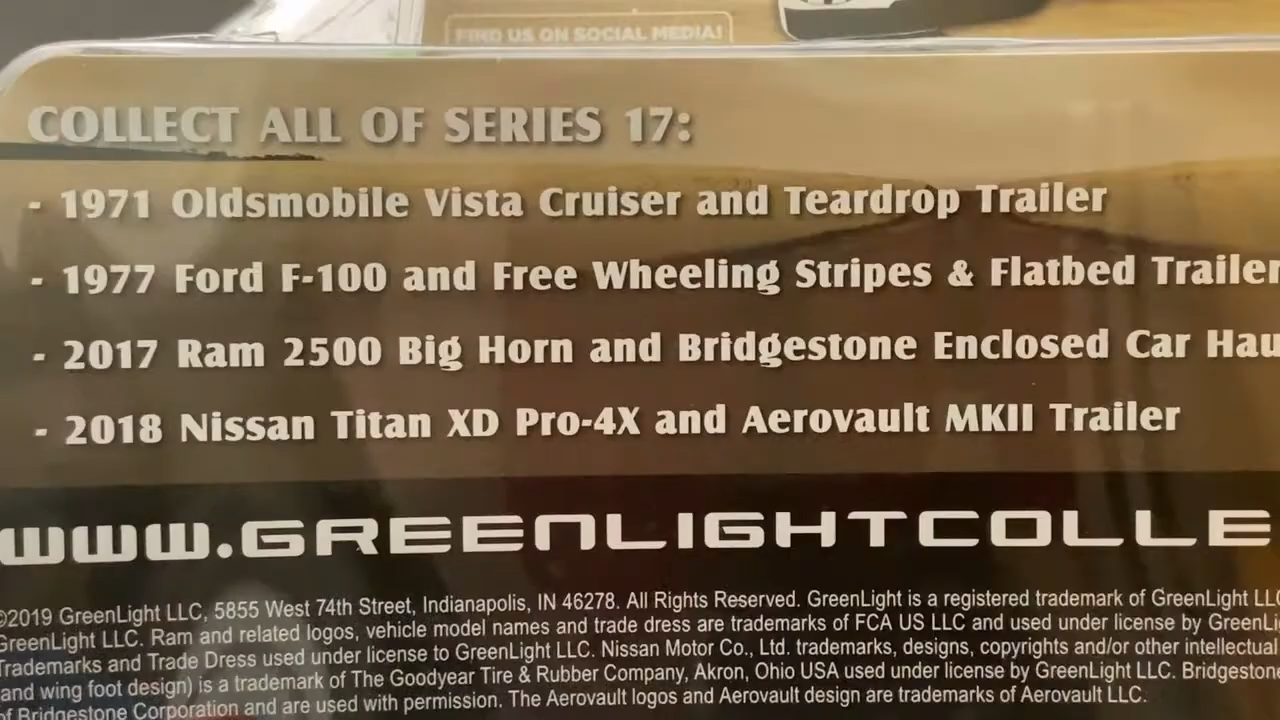 FIND US ON SOCIAL MEDIA!
COLLECT ALL OF SERIES 17:
- 1971 Oldsmobile Vista Cruiser and Teardrop Trailer
- 1977 Ford F-100 and Free Wheeling Stripes & Flatbed Trailer
- 2017 Ram 2500 Big Horn and Bridgestone Enclosed Car Hau
- 2018 Nissan Titan XD Pro-4X and Aerovault MKII Trailer
WWW.GREENLIGHTCOLLE
©2019 GreenLight LLC, 5855 West 74th Street, Indianapolis, IN 46278. All Rights Reserved. GreenLight is a registered trademark of GreenLight LLC
GreenLight LLC. Ram and related logos, vehicle model names and trade dress are trademarks of FCA US LLC and used under license by GreenLi
Trademarks and Trade Dress used under license to GreenLight LLC. Nissan Motor Co., Ltd. trademarks, designs, copyrights and/or other intellectual
and wing foot design) is a trademark of The Goodyear Tire & Rubber Company, Akron, Ohio USA used under license by GreenLight LLC. Bridgestone
of Bridgestone Corporation and are used with permission. The Aerovault logos and Aerovault design are trademarks of Aerovault LLC.